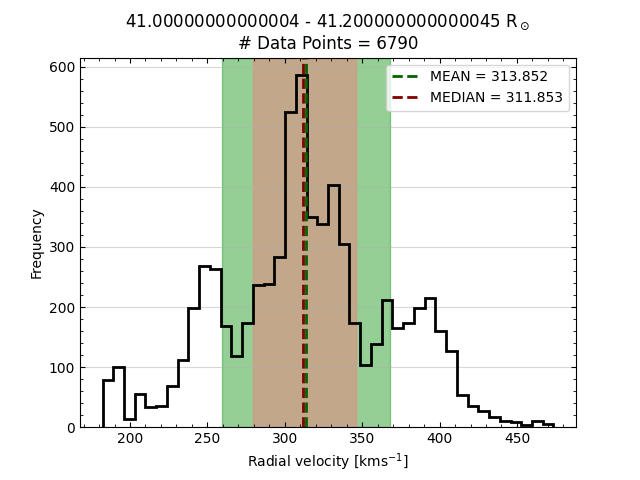 41.00000000000004 - 41.200000000000045 R⊙
# Data Points = 6790
MEAN = 313.852
MEDIAN = 311.853
Frequency
600
500
400
300
200
100
0
200 250 300 350 400 450
Radial velocity [kms⁻¹]